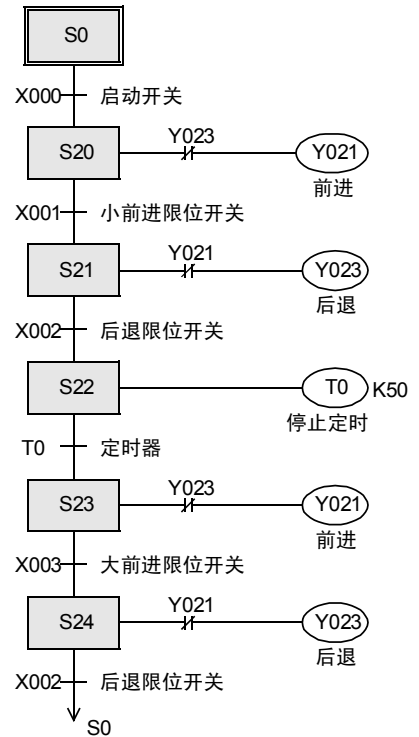 S0
X000 启动开关
S20 Y023 Y021
前进
X001 小前进限位开关
S21 Y021 Y023
后退
X002 后退限位开关
S22 T0 K50
停止定时
T0 定时器
S23 Y023 Y021
前进
X003 大前进限位开关
S24 Y021 Y023
后退
X002 后退限位开关
S0